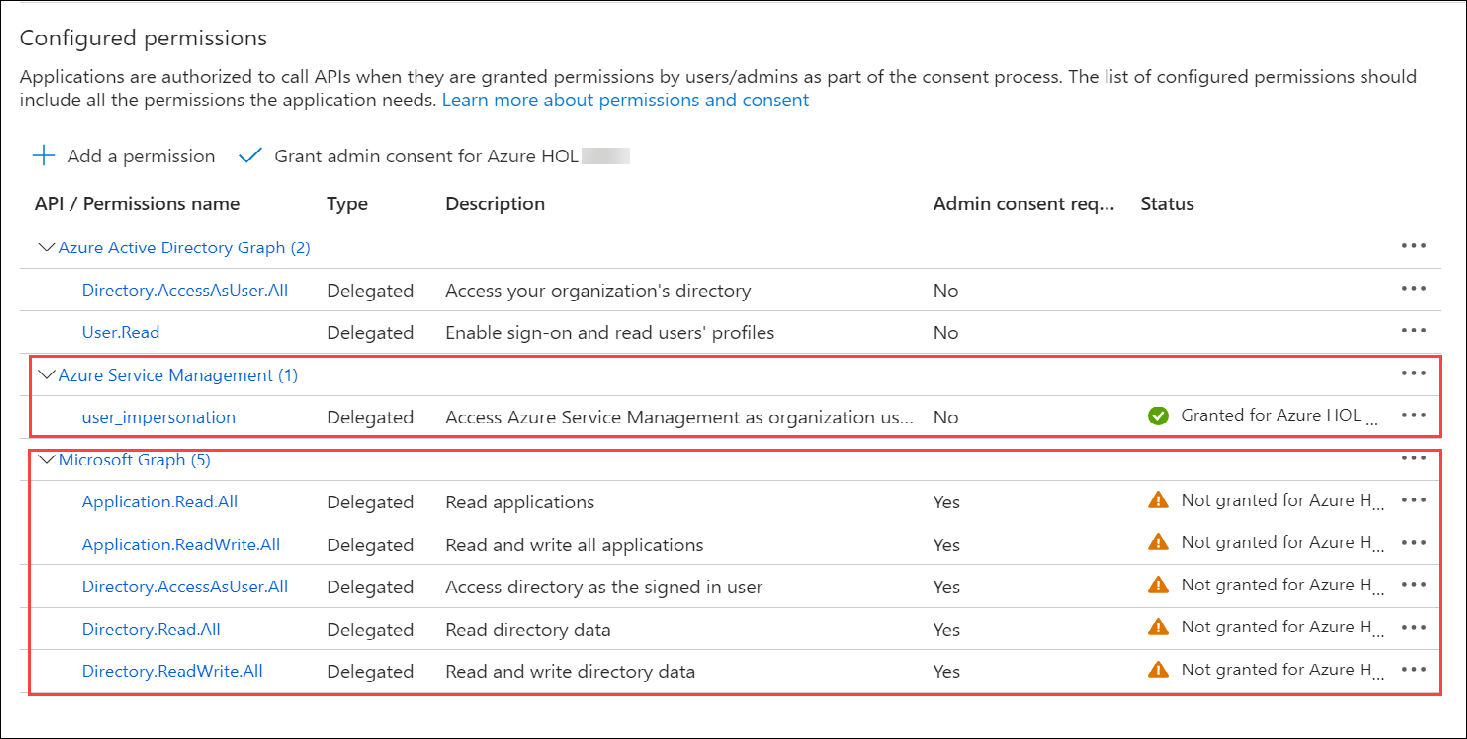 Configured permissions
Applications are authorized to call APIs when they are granted permissions by users/admins as part of the consent process. The list of configured permissions should
include all the permissions the application needs. Learn more about permissions and consent
Add a permission Grant admin consent for Azure HOL
API / Permissions name Type Description Admin consent req... Status
Azure Active Directory Graph (2)
Directory.AccessAsUser.All Delegated Access your organization's directory No
User.Read Delegated Enable sign-on and read users' profiles No
Azure Service Management (1)
user_impersonation Delegated Access Azure Service Management as organization us... No Granted for Azure HOL ...
Microsoft Graph (5)
Application.Read.All Delegated Read applications Yes Not granted for Azure H...
Application.ReadWrite.All Delegated Read and write all applications Yes Not granted for Azure H...
Directory.AccessAsUser.All Delegated Access directory as the signed in user Yes Not granted for Azure H...
Directory.Read.All Delegated Read directory data Yes Not granted for Azure H...
Directory.ReadWrite.All Delegated Read and write directory data Yes Not granted for Azure H...